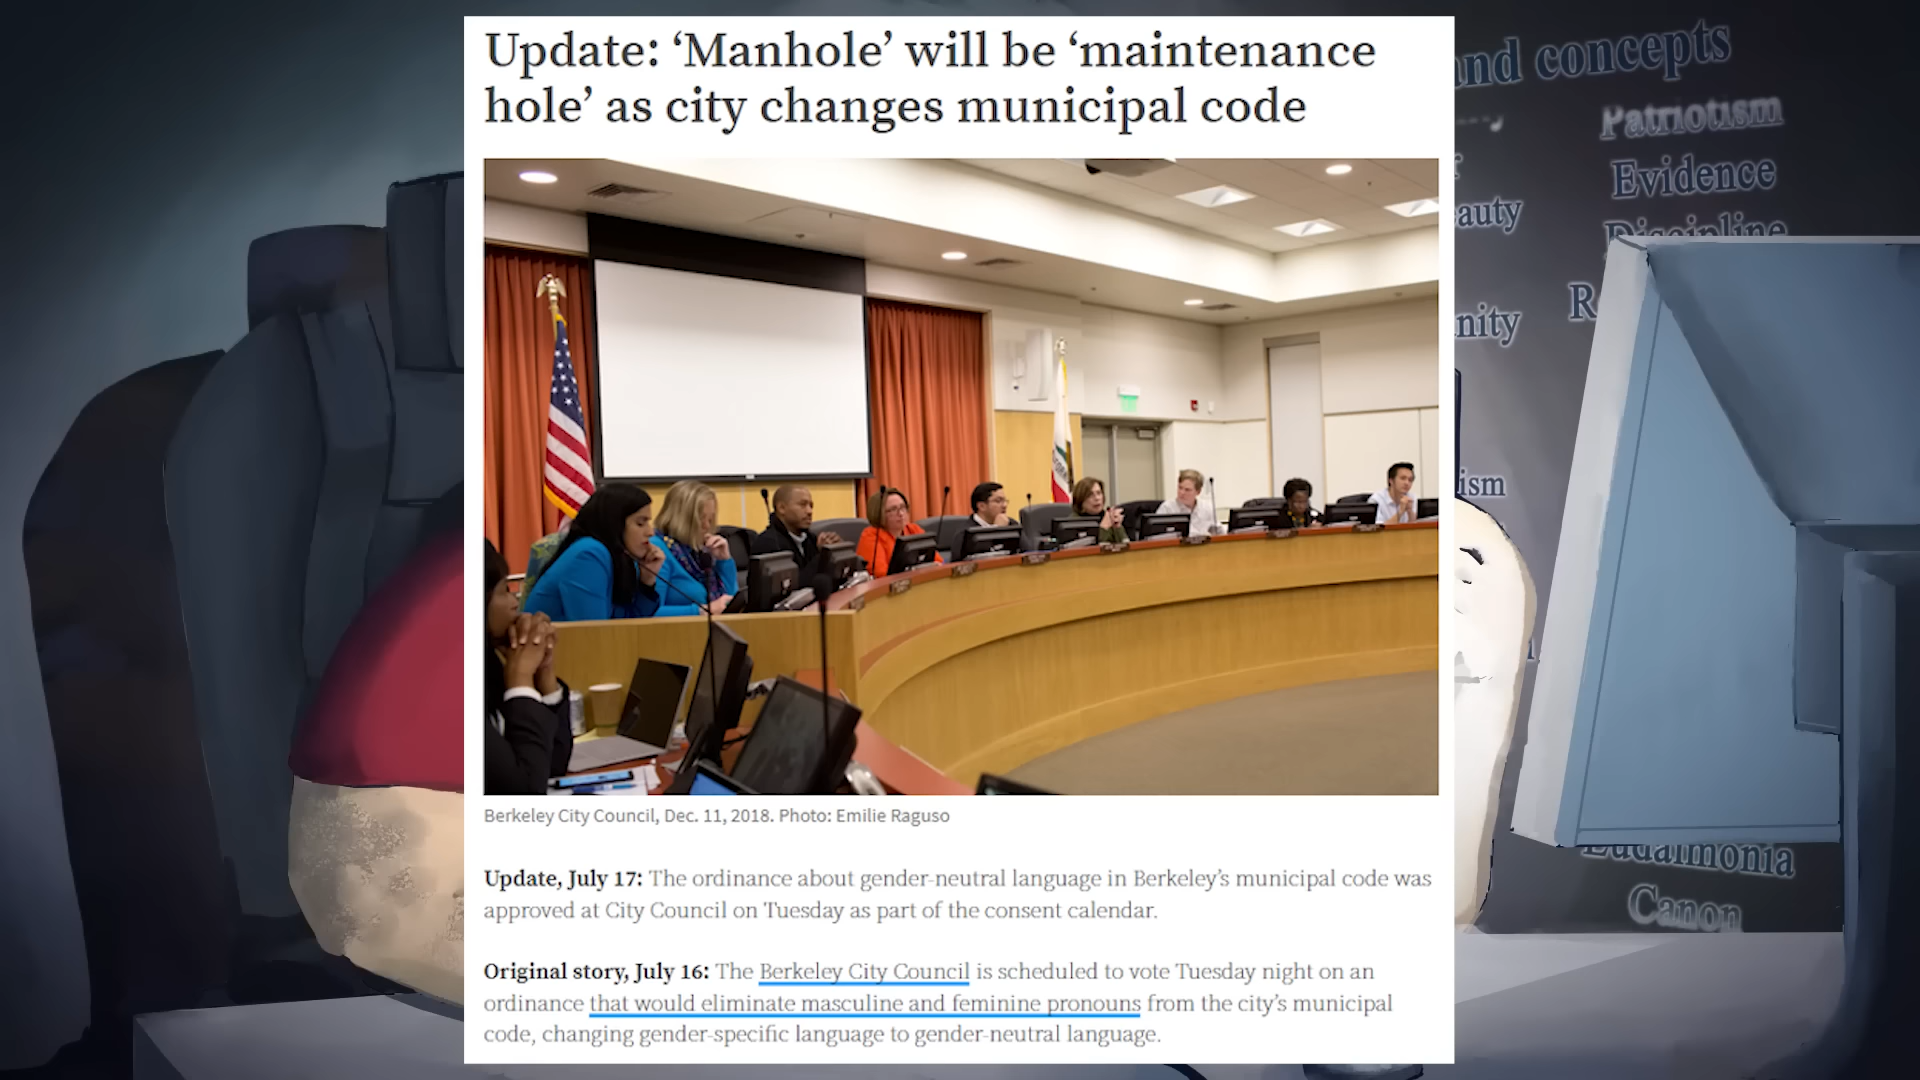 Update: ‘Manhole’ will be ‘maintenance
hole’ as city changes municipal code
and concepts
Patriotism
Evidence
Discipline
Eudaimonia
Canon
Berkeley City Council, Dec. 11, 2018. Photo: Emilie Raguso
Update, July 17: The ordinance about gender-neutral language in Berkeley’s municipal code was
approved at City Council on Tuesday as part of the consent calendar.
Original story, July 16: The Berkeley City Council is scheduled to vote Tuesday night on an
ordinance that would eliminate masculine and feminine pronouns from the city’s municipal
code, changing gender-specific language to gender-neutral language.